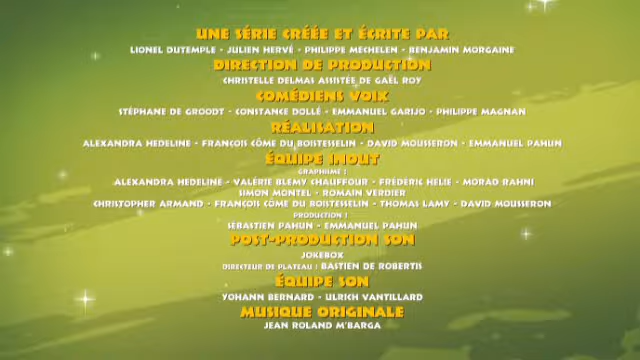 UNE SÉRIE CRÉÉE ET ÉCRITE PAR
LIONEL DUTEMPLE - JULIEN HERVÉ - PHILIPPE MECHELEN - BENJAMIN MORGAINE
DIRECTION DE PRODUCTION
CHRISTELLE DELMAS ASSISTÉE DE GAËL ROY
COMÉDIENS VOIX
STÉPHANE DE GROODT - CONSTANCE DOLLÉ - EMMANUEL GARIJO - PHILIPPE MAGNAN
RÉALISATION
ALEXANDRA HEDELINE - FRANÇOIS CÔME DU BOISTESSELIN - DAVID MOUSSERON - EMMANUEL PAHUN
ÉQUIPE INOUT
GRAPHISME :
ALEXANDRA HEDELINE - VALÉRIE BLEMY CHAUFFOUR - FRÉDÉRIC HELIE - MORAD RAHNI
SIMON MONTEL - ROMAIN VERDIER
CHRISTOPHER ARMAND - FRANÇOIS CÔME DU BOISTESSELIN - THOMAS LAMY - DAVID MOUSSERON
PRODUCTION :
SÉBASTIEN PAHUN - EMMANUEL PAHUN
POST-PRODUCTION SON
JOKEBOX
DIRECTEUR DE PLATEAU : BASTIEN DE ROBERTIS
ÉQUIPE SON
YOHANN BERNARD - ULRICH VANTILLARD
MUSIQUE ORIGINALE
JEAN ROLAND M'BARGA